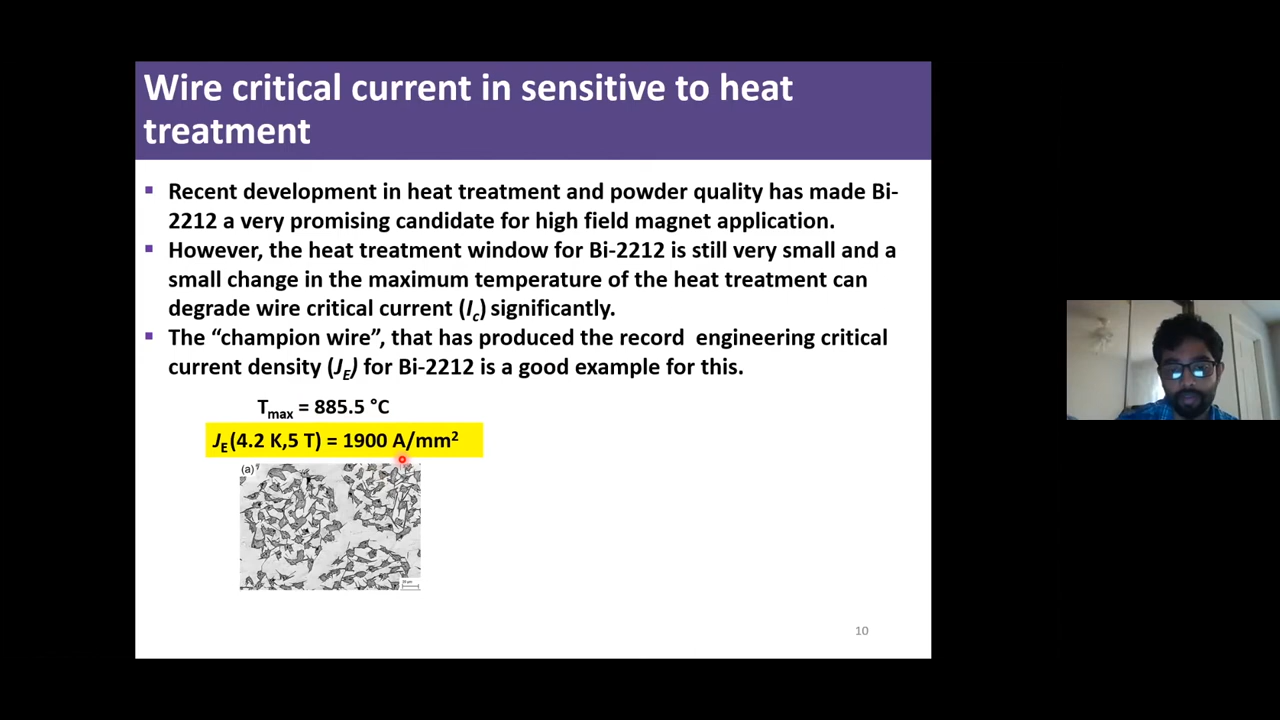 Wire critical current in sensitive to heat
treatment
▪ Recent development in heat treatment and powder quality has made Bi-
2212 a very promising candidate for high field magnet application.
▪ However, the heat treatment window for Bi-2212 is still very small and a
small change in the maximum temperature of the heat treatment can
degrade wire critical current (Ic) significantly.
▪ The “champion wire”, that has produced the record engineering critical
current density (JE) for Bi-2212 is a good example for this.
Tmax = 885.5 °C
JE(4.2 K,5 T) = 1900 A/mm²
(a)
10